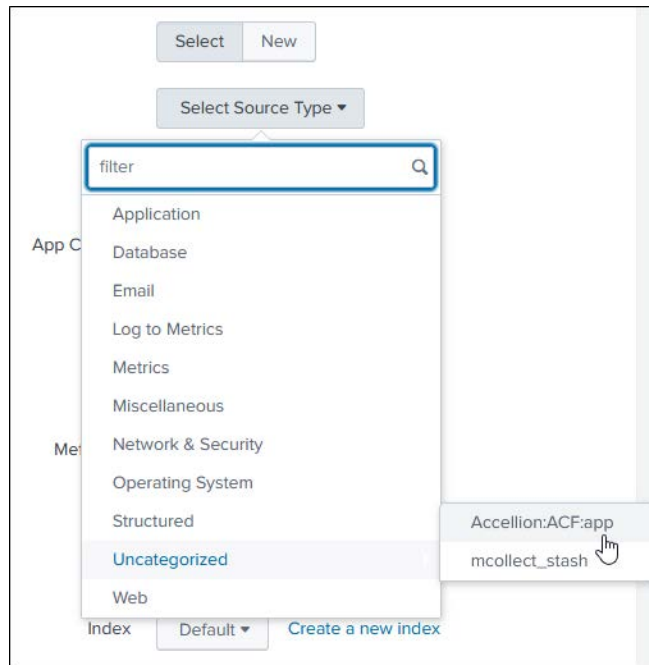 Select New
Select Source Type
filter
Application
App C
Database
Email
Log to Metrics
Metrics
Miscellaneous
Met
Network & Security
Operating System
Structured
Accellion:ACF:app
Uncategorized
mcollect_stash
Web
Index Default Create a new index